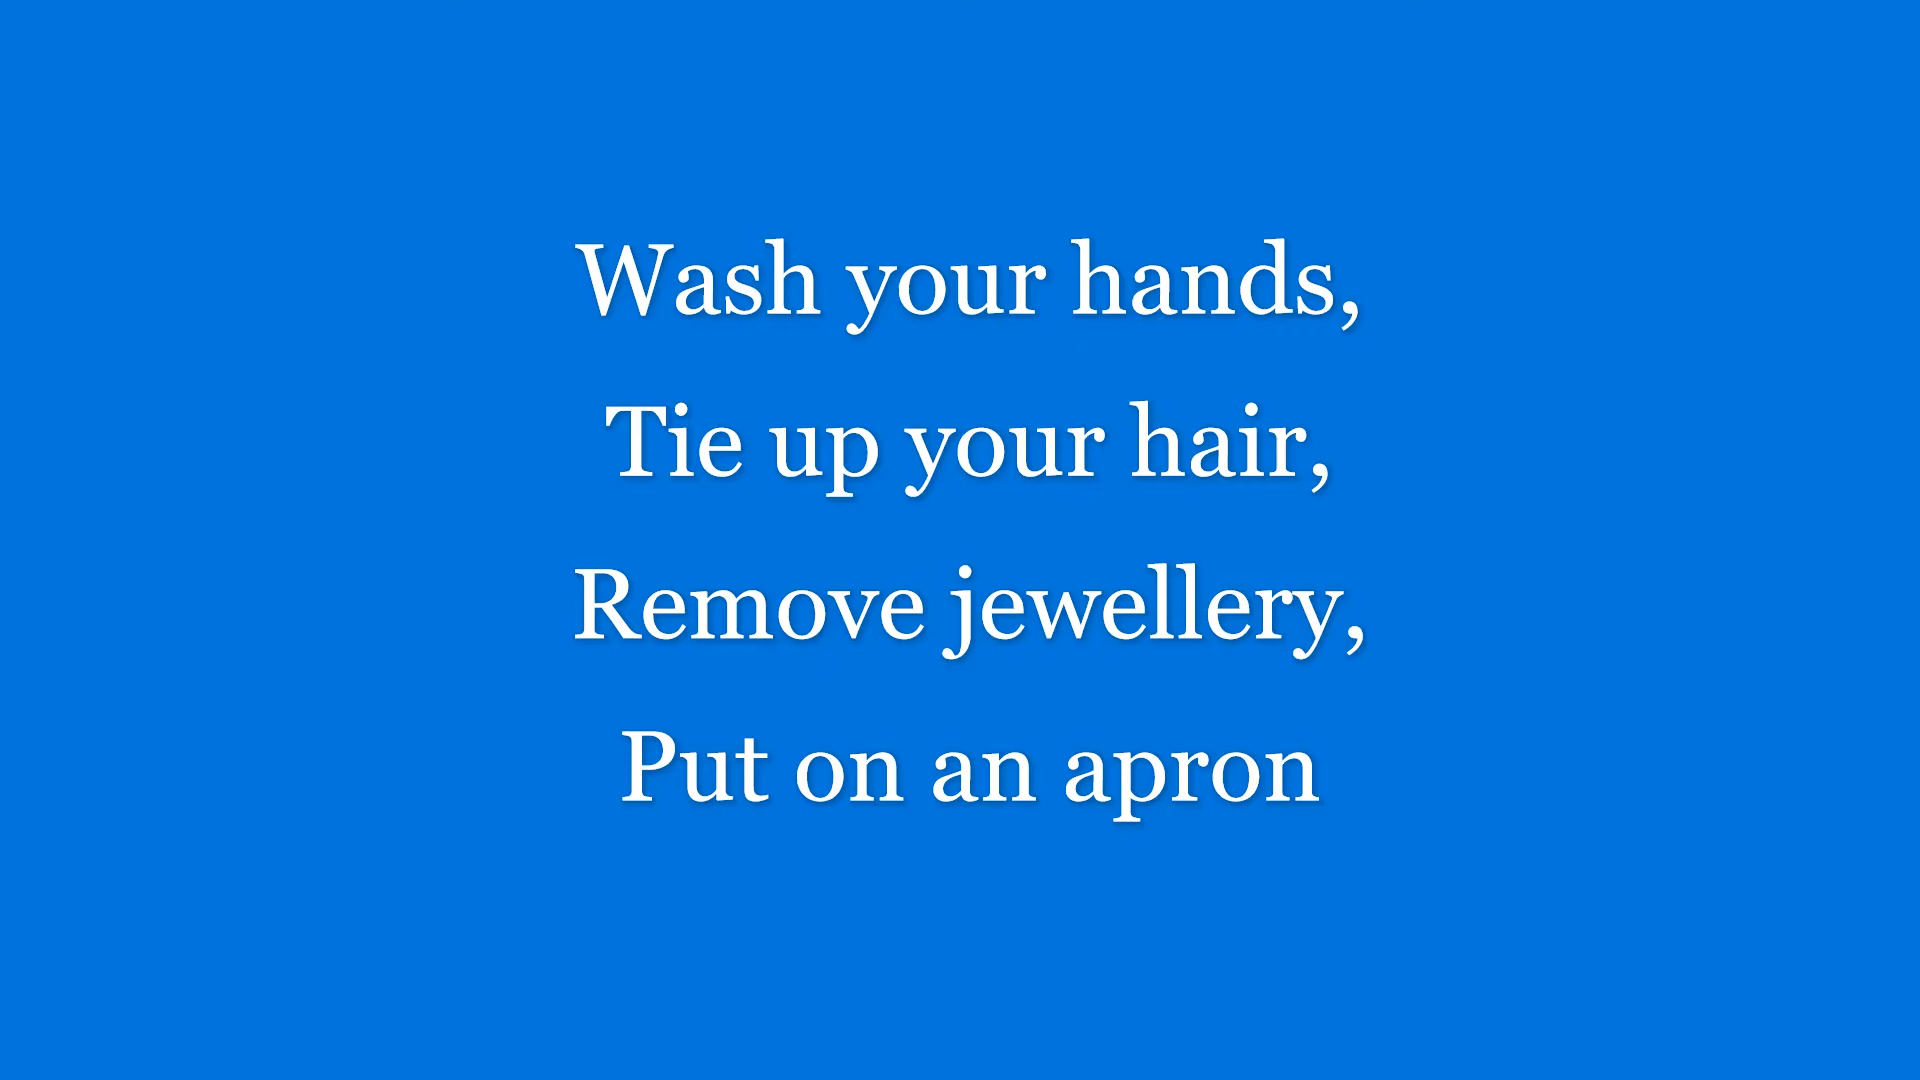 Wash your hands,
Tie up your hair,
Remove jewellery,
Put on an apron